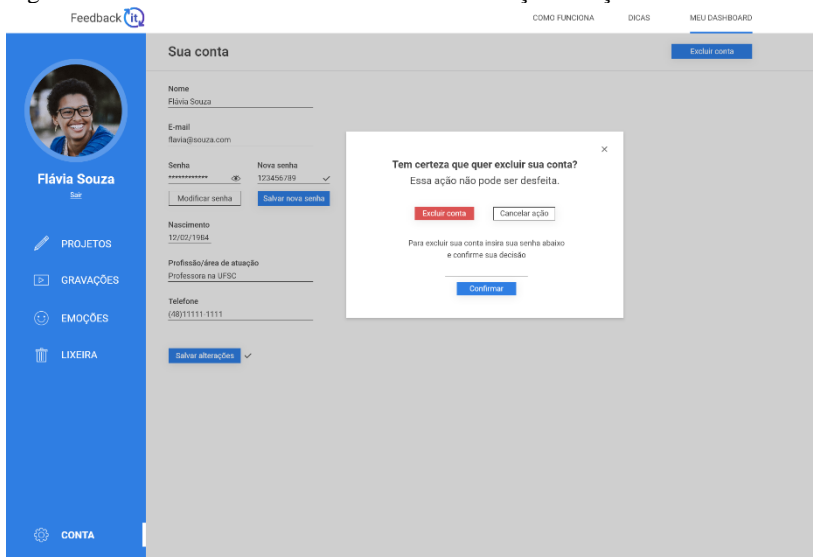 Feedback it
COMO FUNCIONA
DICAS
MEU DASHBOARD
Sua conta
Excluir conta
Flávia Souza
Sair
PROJETOS
GRAVAÇÕES
EMOÇÕES
LIXEIRA
CONTA
Nome
Flávia Souza
E-mail
flavia@souza.com
Senha
Nova senha
************
123456789
Modificar senha
Salvar nova senha
Nascimento
12/02/1984
Profissão/área de atuação
Professora na UFSC
Telefone
(48)11111-1111
Salvar alterações
×
Tem certeza que quer excluir sua conta?
Essa ação não pode ser desfeita.
Excluir conta
Cancelar ação
Para excluir sua conta insira sua senha abaixo
e confirme sua decisão
Confirmar